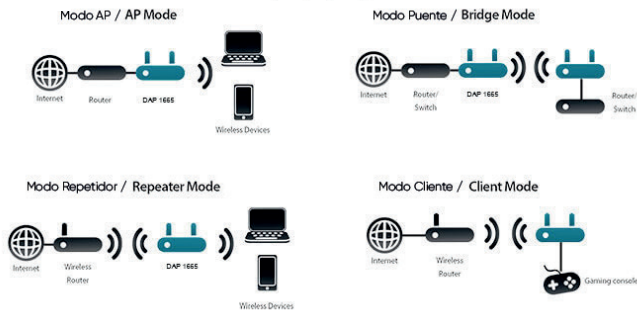 Modo AP / AP Mode
Internet
Router
DAP 1665
Wireless Devices
Modo Puente / Bridge Mode
Internet
Router/
Switch
DAP 1665
Router/
Switch
Modo Repetidor / Repeater Mode
Internet
Wireless
Router
DAP 1665
Wireless Devices
Modo Cliente / Client Mode
Internet
Wireless
Router
Gaming console